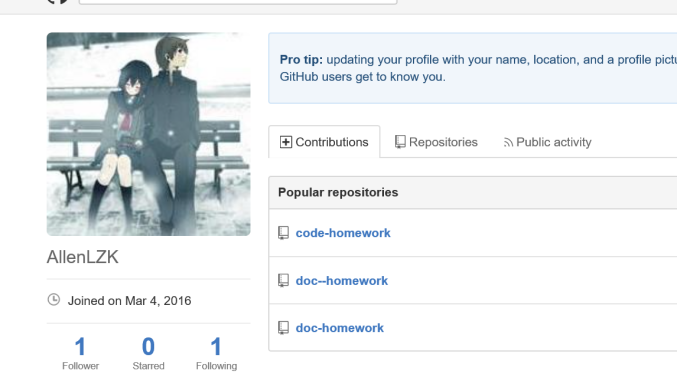 Pro tip: updating your profile with your name, location, and a profile
GitHub users get to know you.
Contributions
Repositories
Public activity
Popular repositories
code-homework
doc--homework
doc-homework
AllenLZK
Joined on Mar 4, 2016
1 0 1
Follower Starred Following